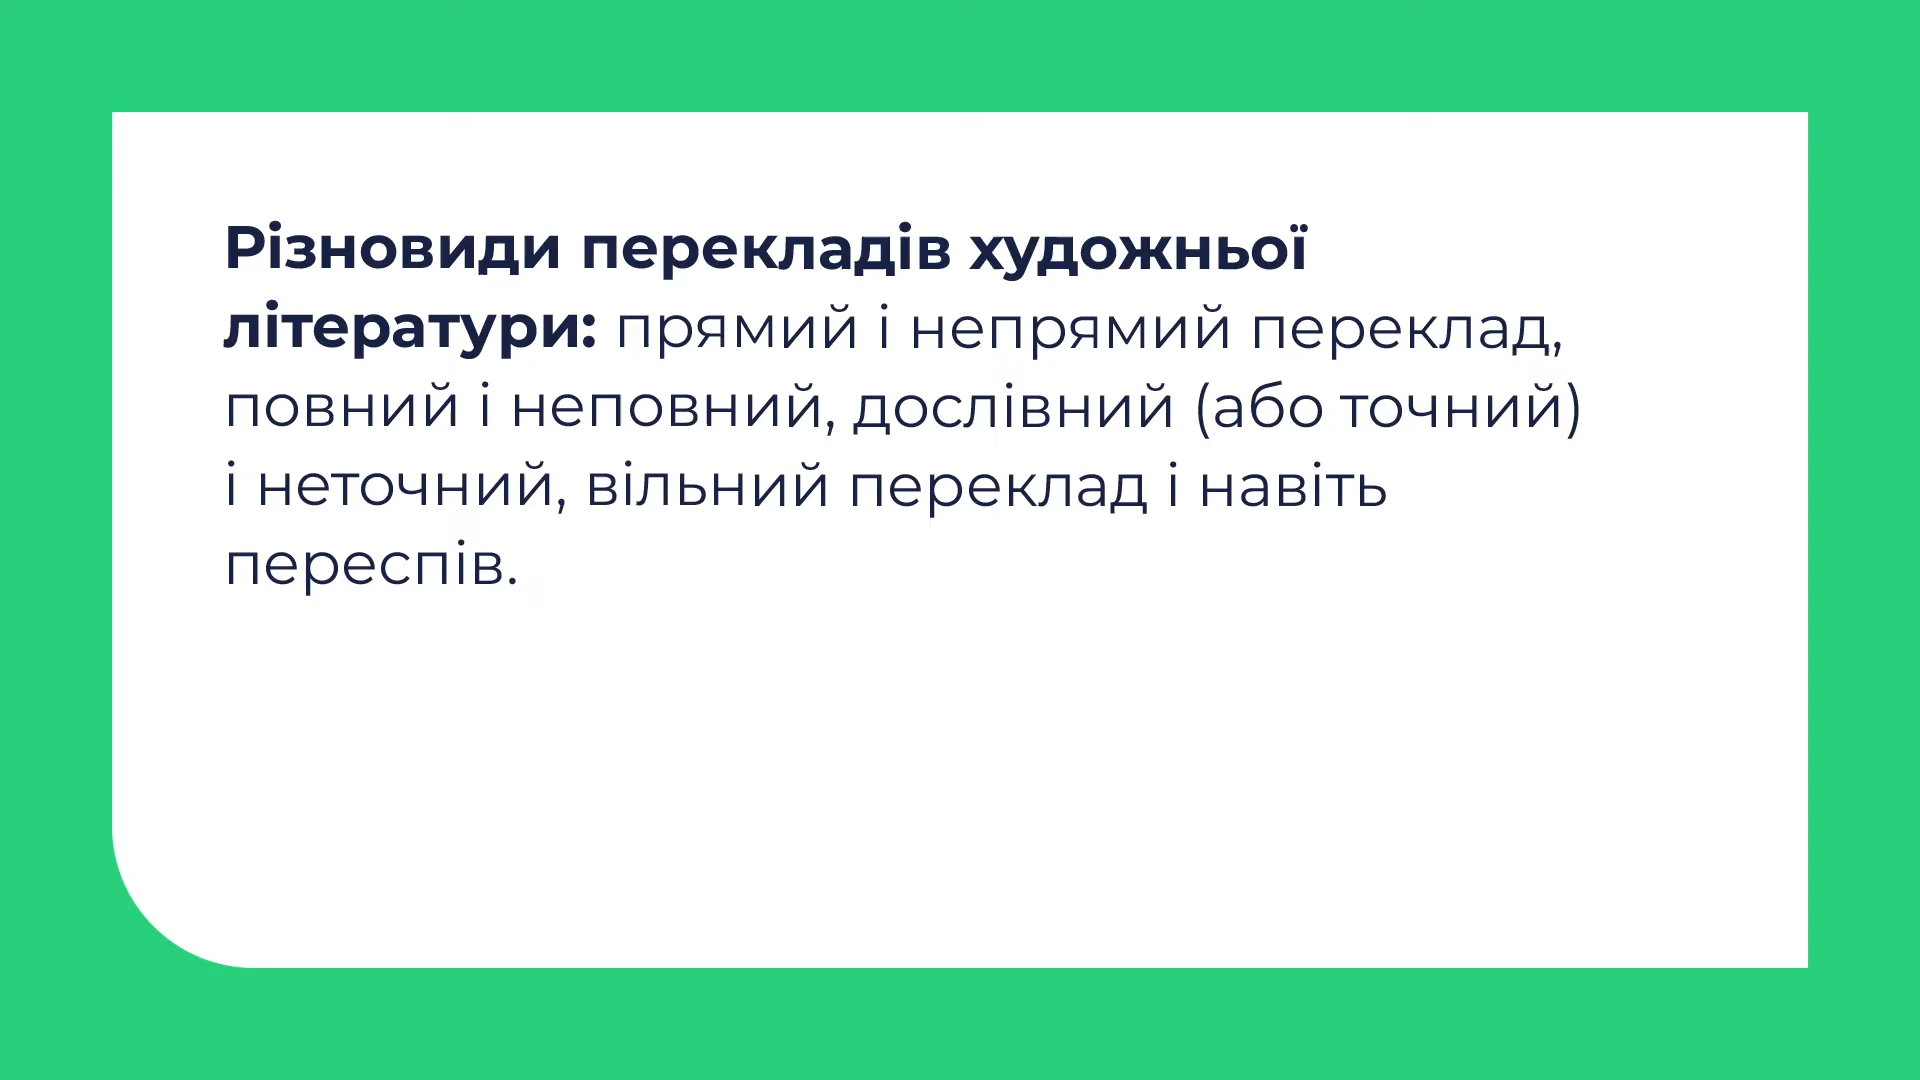 Різновиди перекладів художньої
літератури: прямий і непрямий переклад,
повний і неповний, дослівний (або точний)
і неточний, вільний переклад і навіть
переспів.